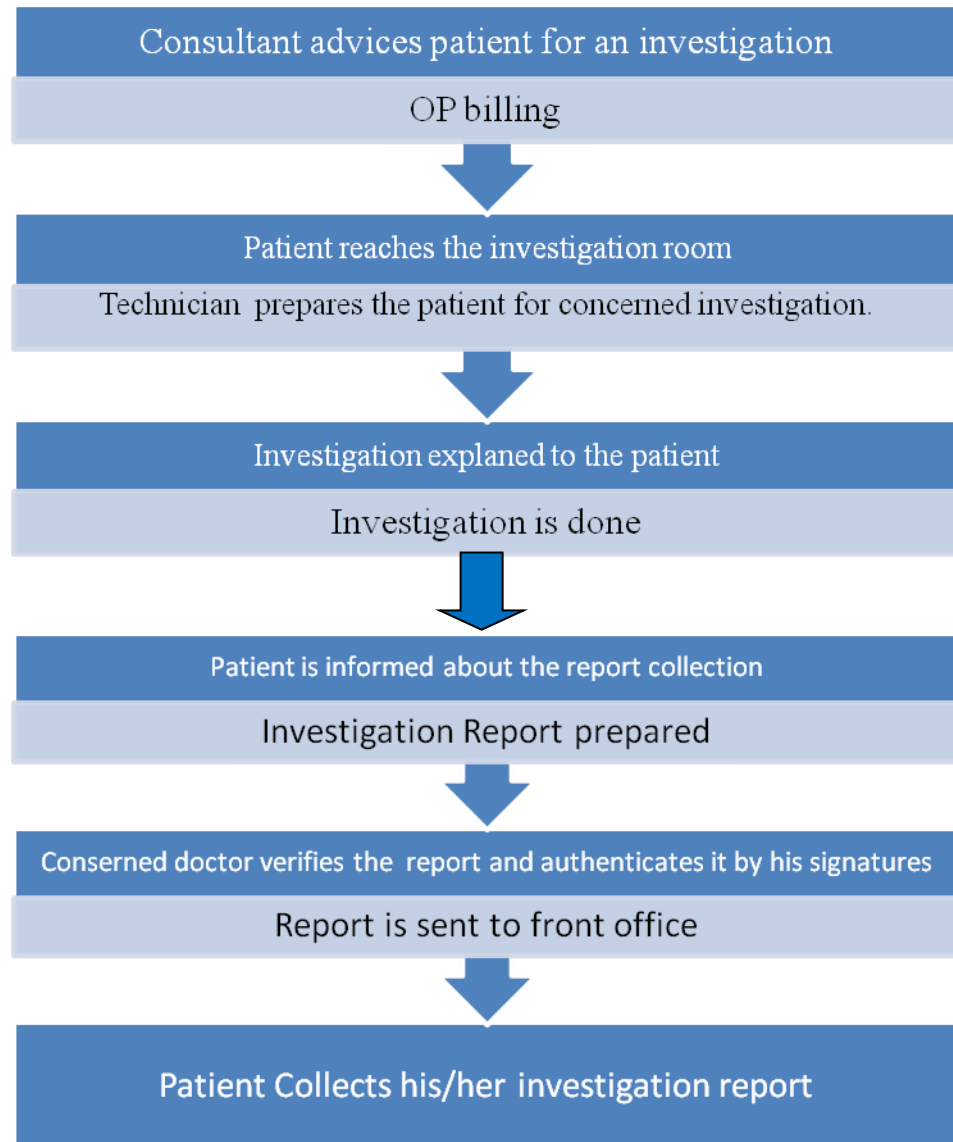 Consultant advices patient for an investigation
OP billing
Patient reaches the investigation room
Technician prepares the patient for concerned investigation.
Investigation explaned to the patient
Investigation is done
Patient is informed about the report collection
Investigation Report prepared
Conserned doctor verifies the report and authenticates it by his signatures
Report is sent to front office
Patient Collects his/her investigation report